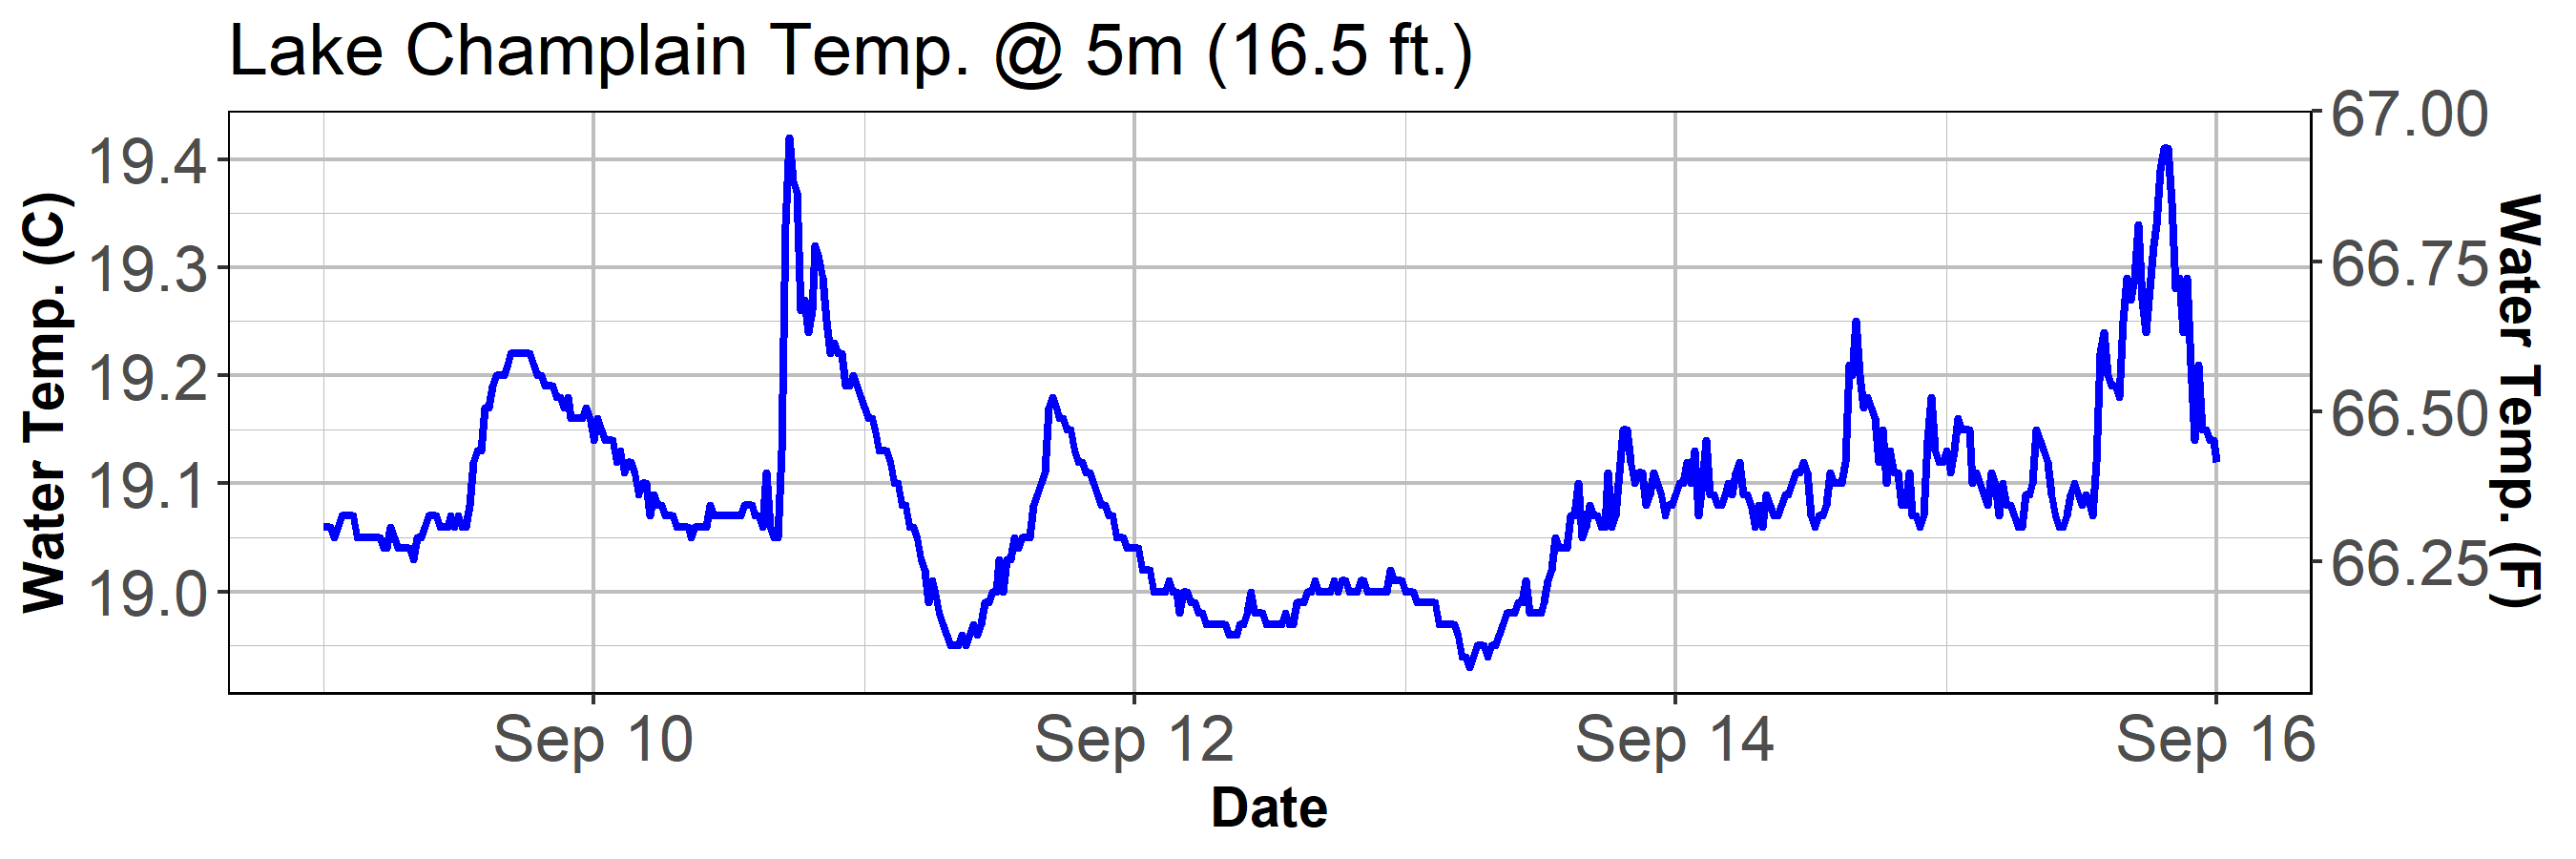 Lake Champlain Temp. @ 5m (16.5 ft.)
Water Temp. (C)
19.4
19.3
19.2
19.1
19.0
67.00
66.75
66.50
66.25
Water Temp. (F)
Sep 10
Sep 12
Sep 14
Sep 16
Date